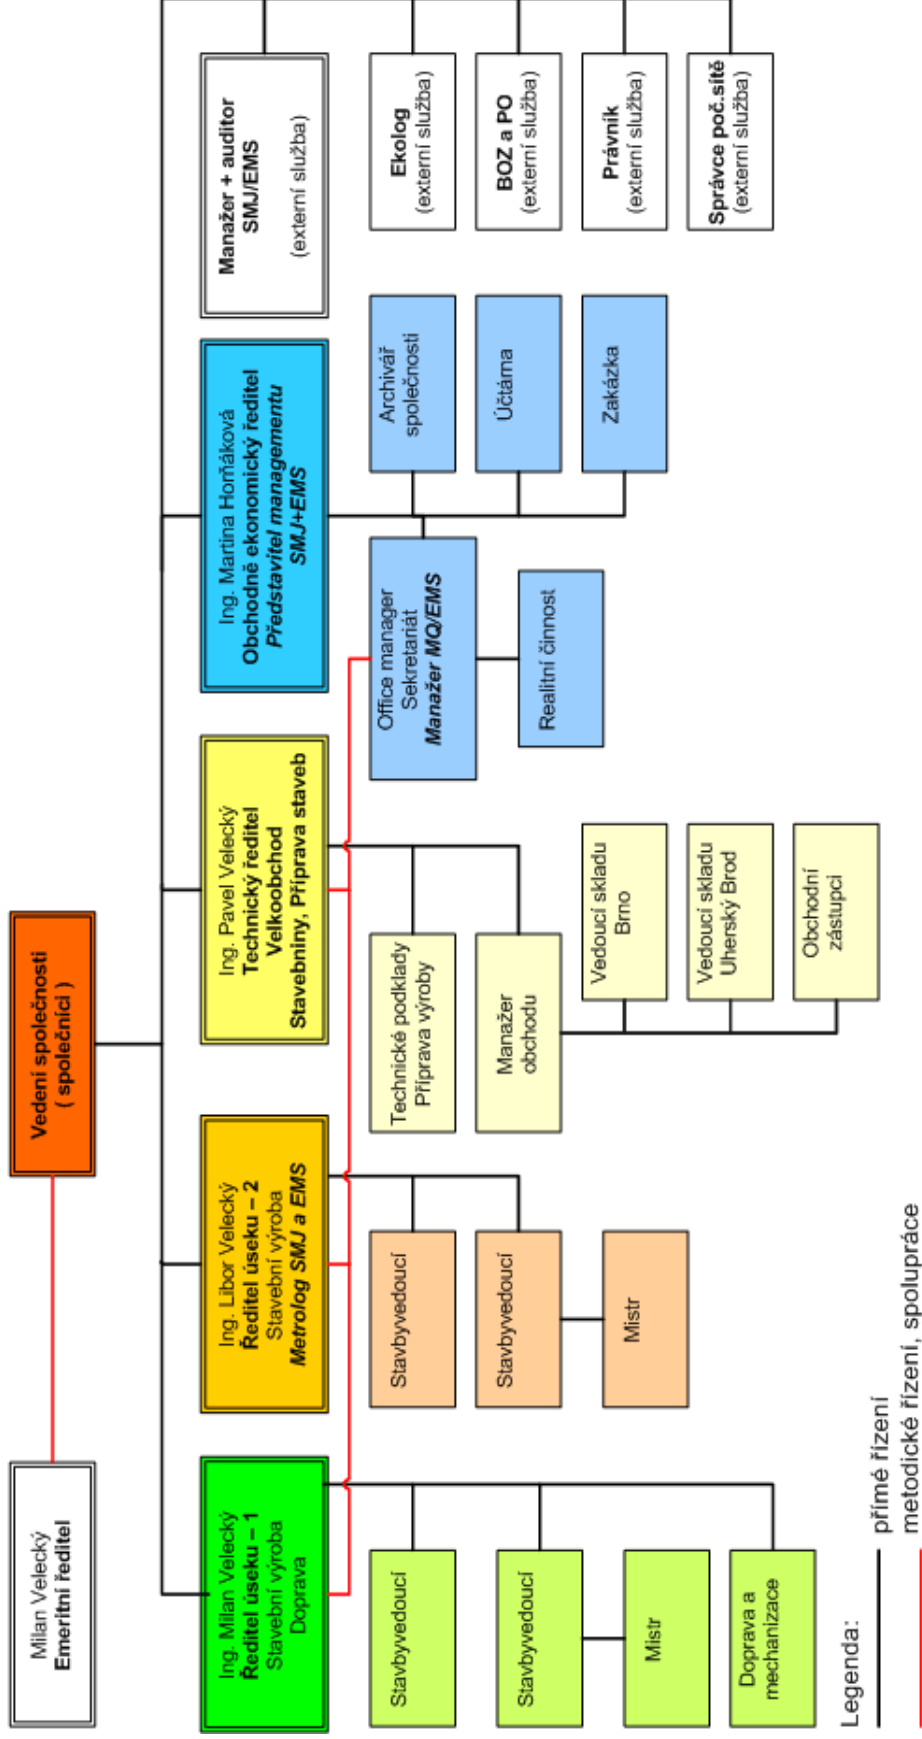 Milan Velecký
Emeritní ředitel
Vedení společnosti
( společníci )
Ing. Milan Velecký
Ředitel úseku – 1
Stavební výroba
Doprava
Ing. Libor Velecký
Ředitel úseku – 2
Stavební výroba
Metrolog SMJ a EMS
Ing. Pavel Velecký
Technický ředitel
Velkoobchod
Stavebniny, Příprava staveb
Ing. Martina Horňáková
Obchodně ekonomický ředitel
Představitel managementu
SMJ+EMS
Manažer + auditor
SMJ/EMS
(externí služba)
Stavbyvedoucí
Stavbyvedoucí
Mistr
Doprava a
mechanizace
Stavbyvedoucí
Stavbyvedoucí
Mistr
Technické podklady
Příprava výroby
Manažer
obchodu
Vedoucí skladu
Brno
Vedoucí skladu
Uherský Brod
Obchodní
zástupci
Office manager
Sekretariát
Manažer MQ/EMS
Realitní činnost
Archivář
společnosti
Účtárna
Zakázka
Ekolog
(externí služba)
BOZ a PO
(externí služba)
Právník
(externí služba)
Správce poč.sítě
(externí služba)
Legenda:
přímé řízení
metodické řízení, spolupráce